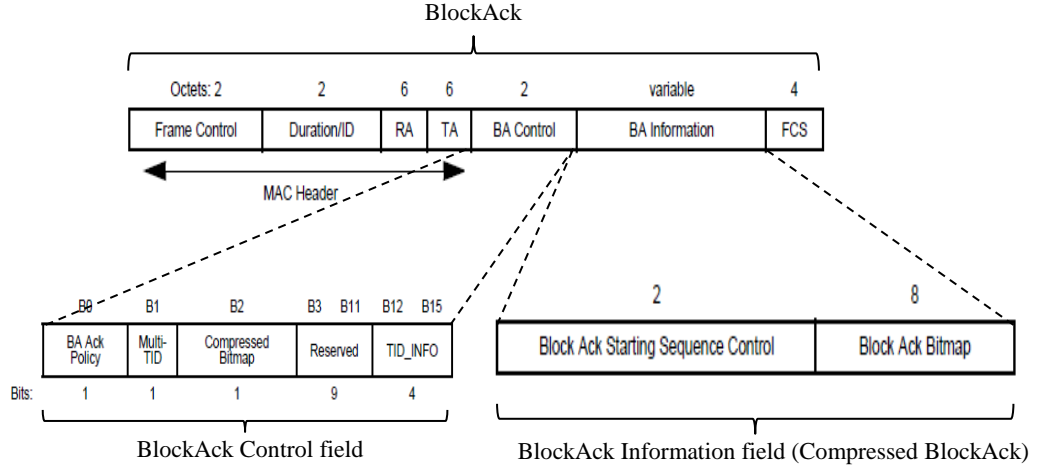 BlockAck
Octets: 2 2 6 6 2 variable 4
Frame Control Duration/ID RA TA BA Control BA Information FCS
MAC Header
B0 B1 B2 B3 B11 B12 B15
BA Ack
Policy
Multi-
TID
Compressed
Bitmap
Reserved
TID_INFO
Bits: 1 1 1 9 4
BlockAck Control field
2 8
Block Ack Starting Sequence Control Block Ack Bitmap
BlockAck Information field (Compressed BlockAck)